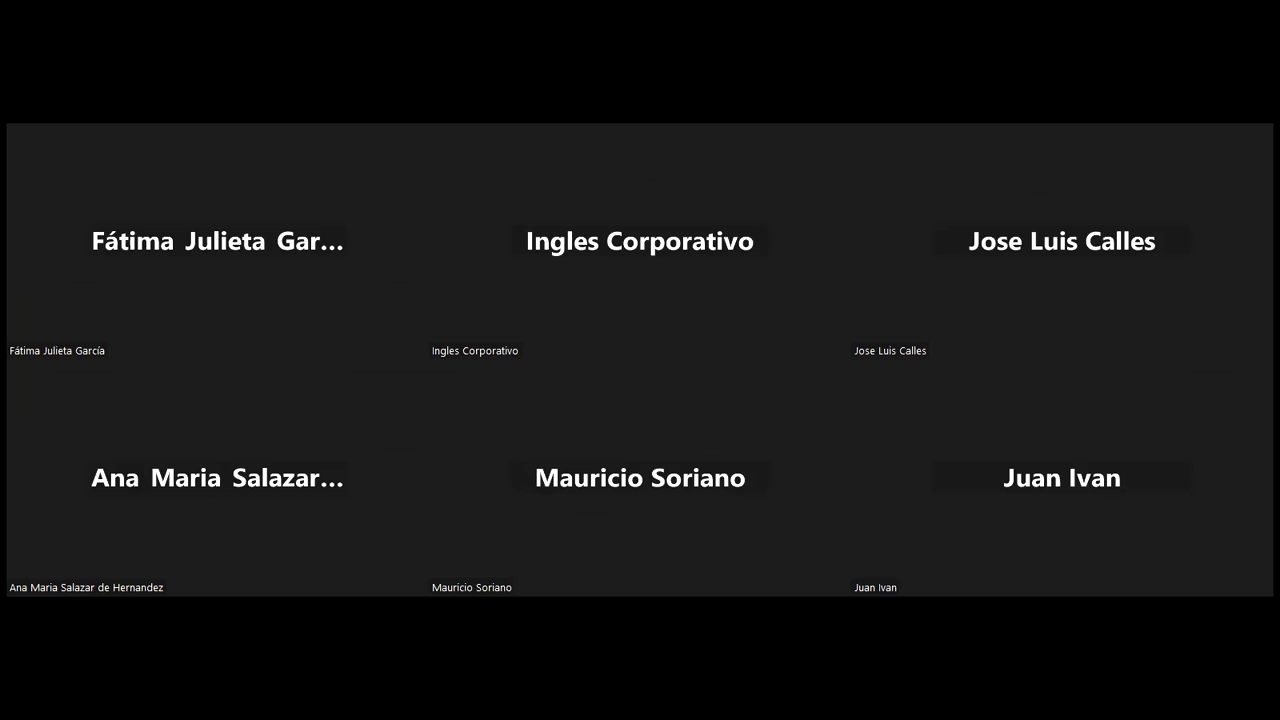 Fátima Julieta Gar...
Ingles Corporativo
Jose Luis Calles
Fátima Julieta García
Ingles Corporativo
Jose Luis Calles
Ana Maria Salazar...
Mauricio Soriano
Juan Ivan
Ana Maria Salazar de Hernandez
Mauricio Soriano
Juan Ivan